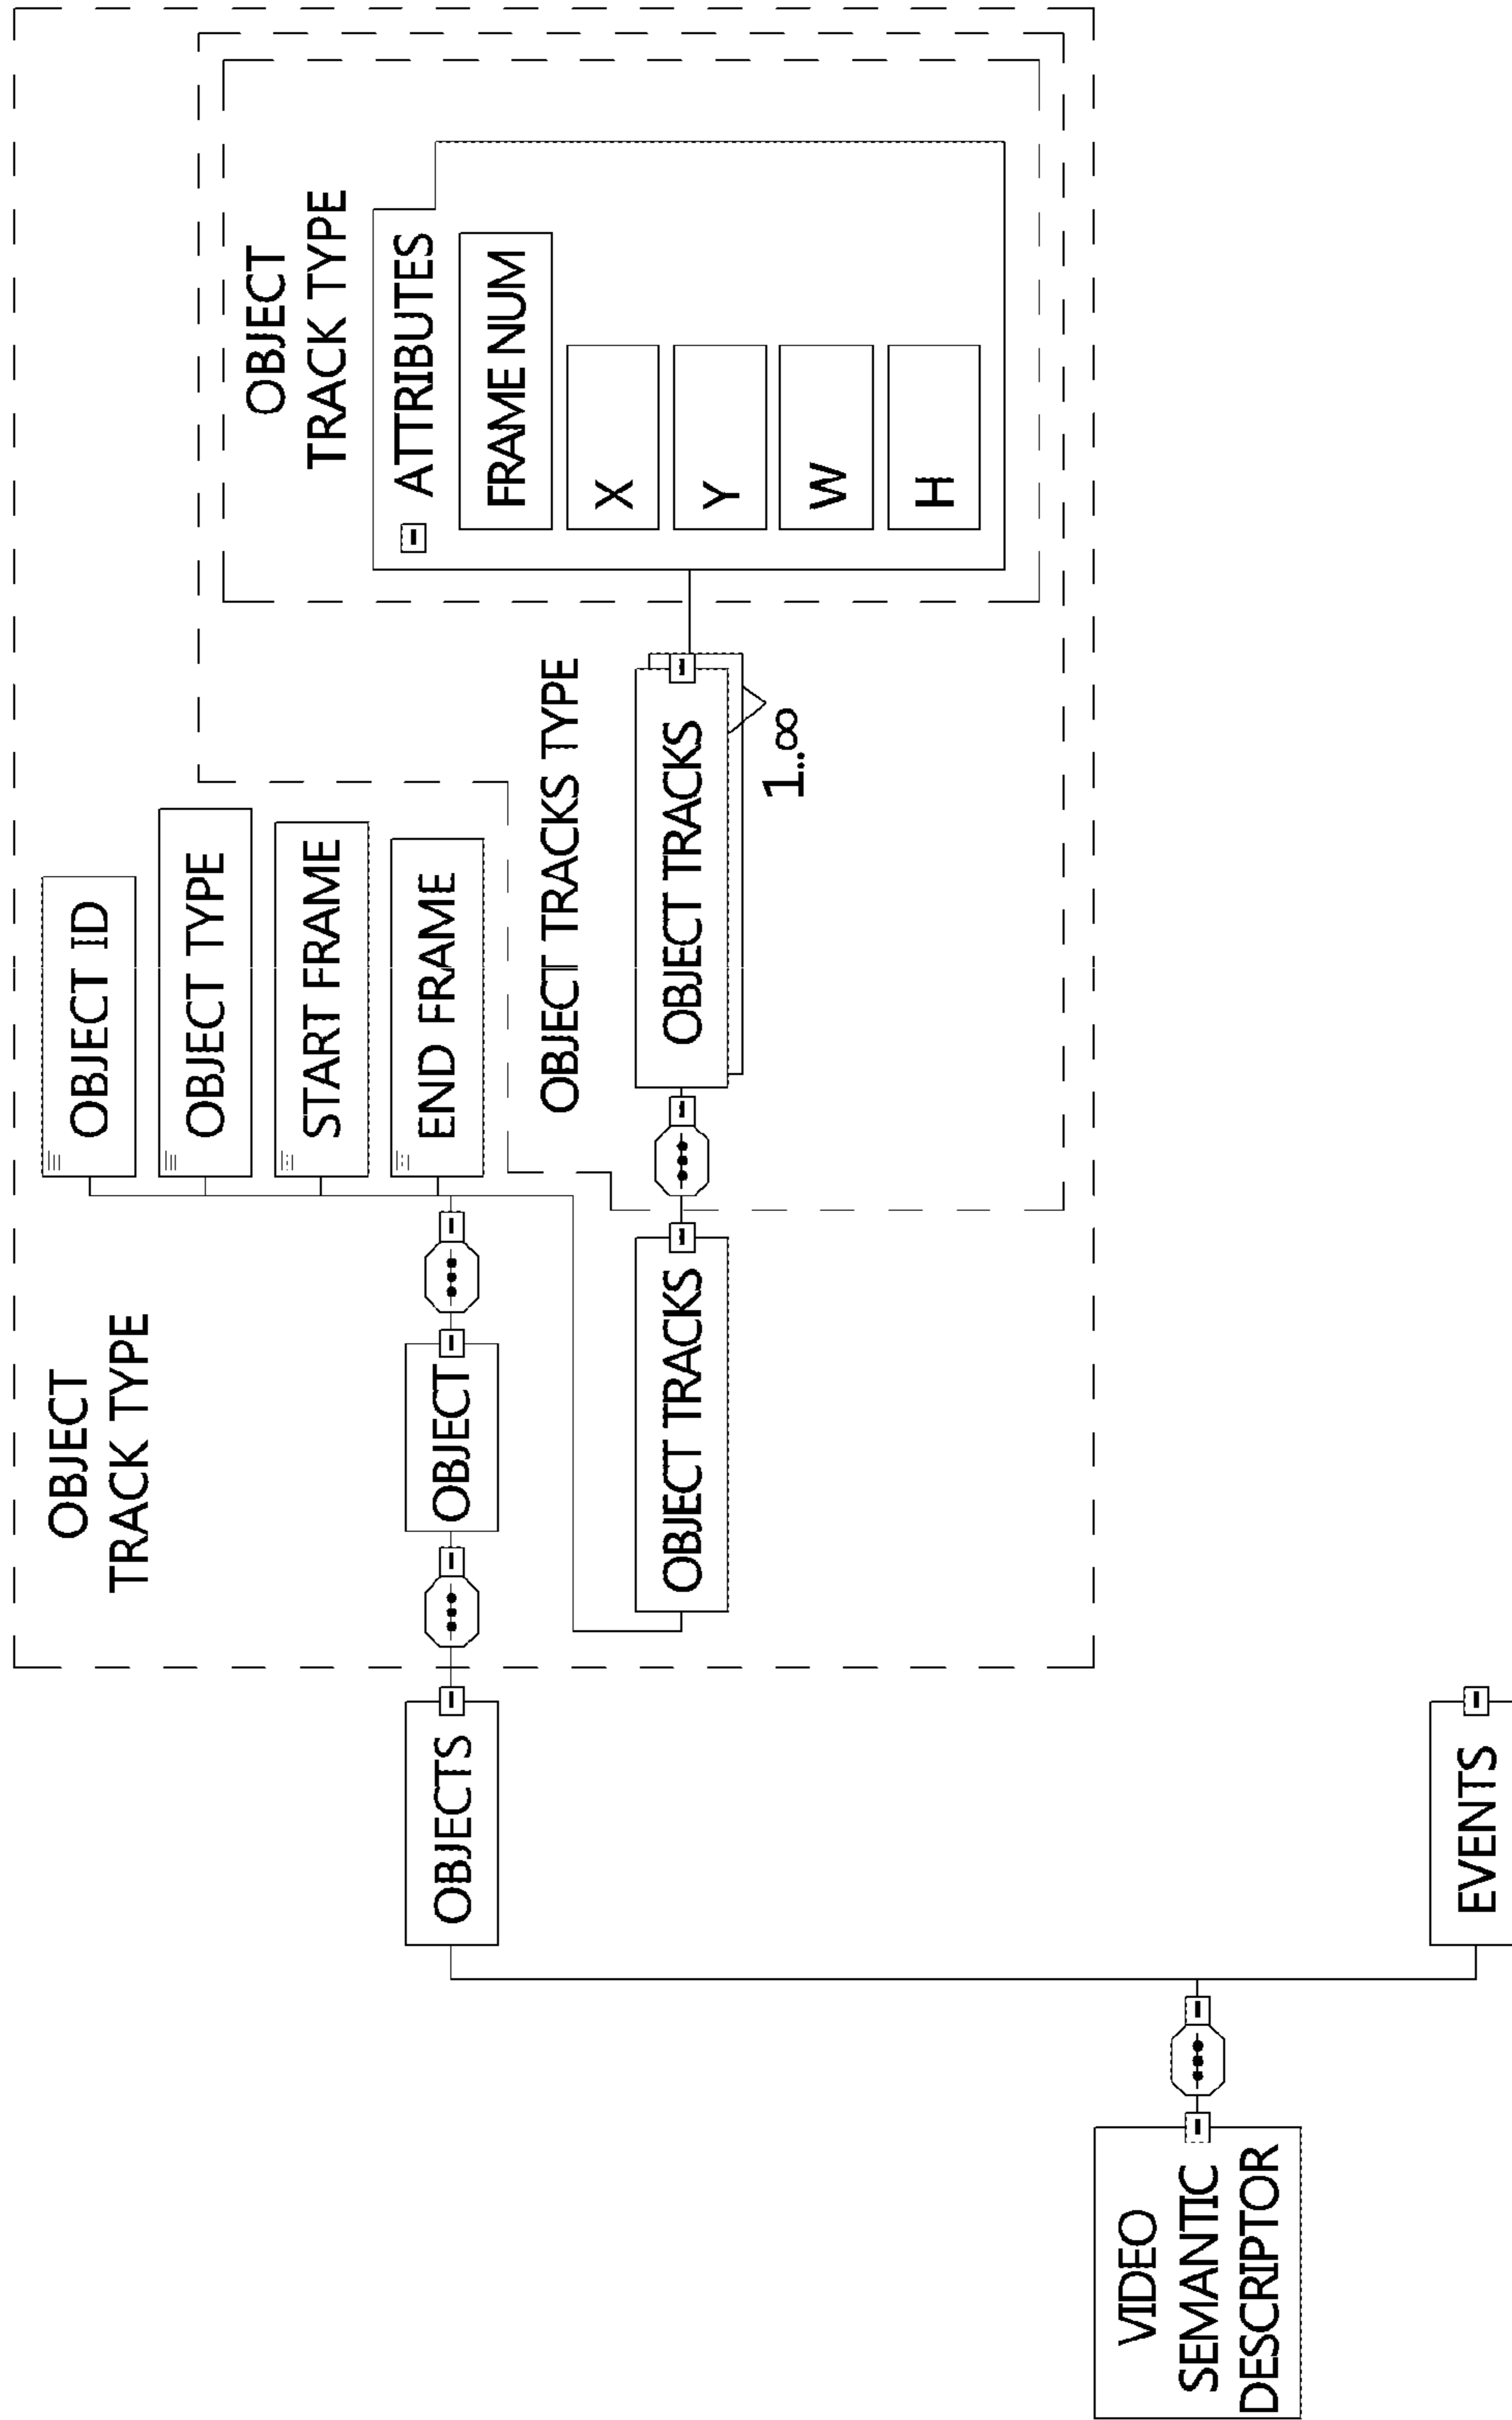 OBJECT
TRACK TYPE
OBJECT ID
OBJECT TYPE
START FRAME
END FRAME
OBJECT
TRACK TYPE
ATTRIBUTES
FRAME NUM
X
Y
W
H
OBJECTS
OBJECT
OBJECT TRACKS TYPE
OBJECT TRACKS
OBJECT TRACKS
1..∞
VIDEO
SEMANTIC
DESCRIPTOR
EVENTS